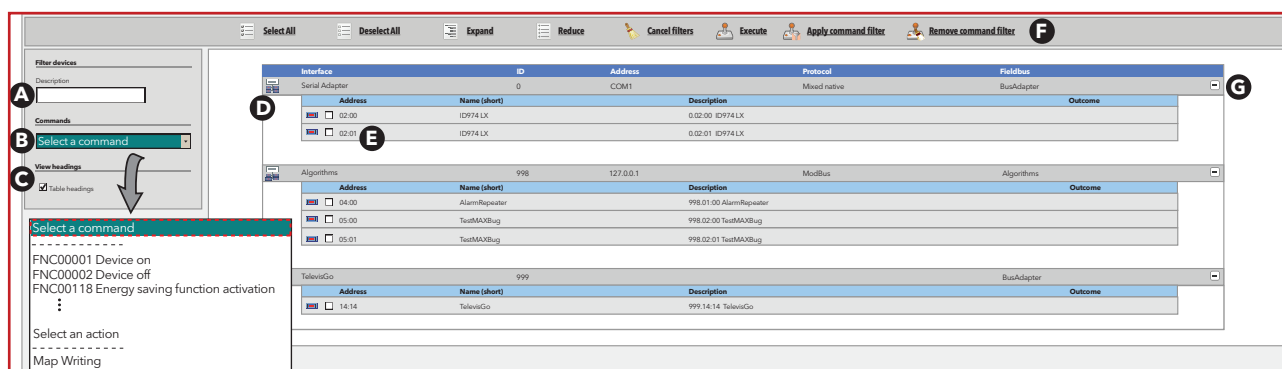 Select All Deselect All Expand Reduce Cancel filters Execute Apply command filter Remove command filter F
Filter devices
Description
A
Commands
B Select a command
View headings
C Table headings
Select a command
- - - - - - - - - - - - -
FNC00001 Device on
FNC00002 Device off
FNC00118 Energy saving function activation
⋮
Select an action
- - - - - - - - - - - - -
Map Writing
Interface ID Address Protocol Fieldbus
Serial Adapter 0 COM1 Mixed native BusAdapter G
D Address Name (short) Description Outcome
02:00 ID974 LX 0.02:00 ID974 LX
02:01 E ID974 LX 0.02:01 ID974 LX
Algorithms 998 127.0.0.1 ModBus Algorithms
Address Name (short) Description Outcome
04:00 AlarmRepeater 998.01:00 AlarmRepeater
05:00 TestMAXBug 998.02:00 TestMAXBug
05:01 TestMAXBug 998.02:01 TestMAXBug
TelevisGo 999 BusAdapter
Address Name (short) Description Outcome
14:14 TelevisGo 999.14:14 TelevisGo